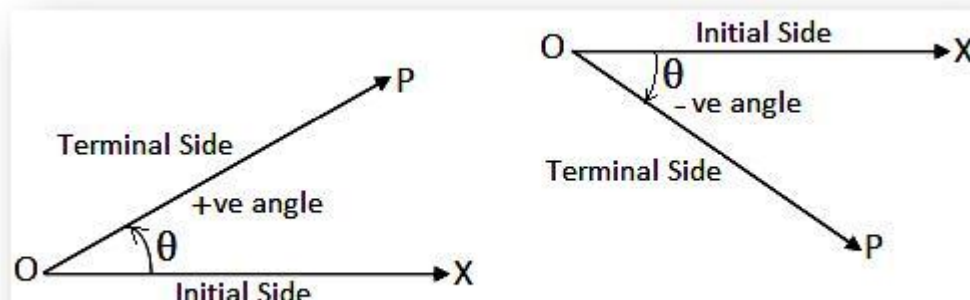 P
Terminal Side
+ve angle
θ
O
X
Initial Side
Initial Side
O
X
θ
-ve angle
Terminal Side
P